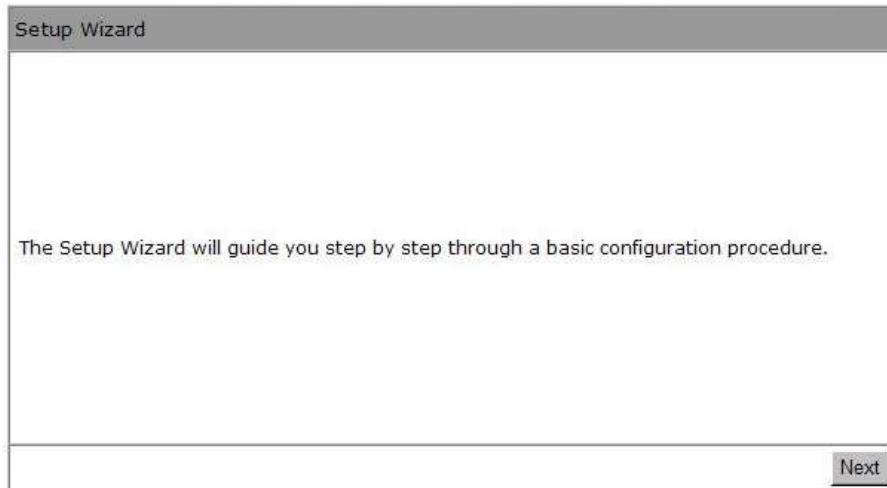 Setup Wizard
The Setup Wizard will guide you step by step through a basic configuration procedure.
Next